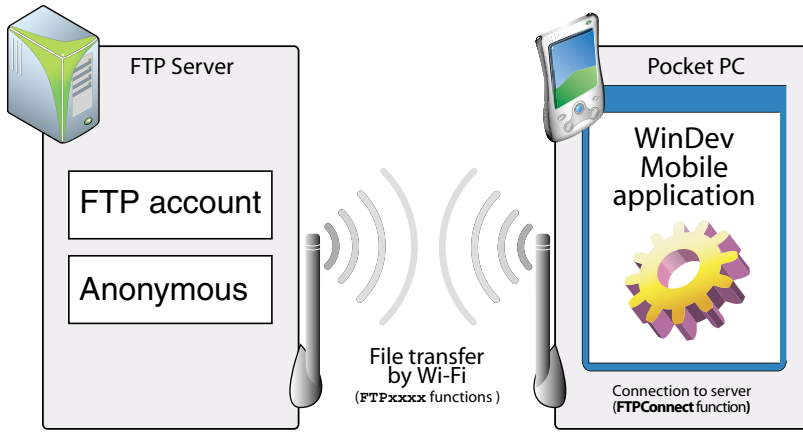 FTP Server
FTP account
Anonymous
File transfer
by Wi-Fi
(FTPxxxx functions )
Pocket PC
WinDev
Mobile
application
Connection to server
(FTPConnect function)